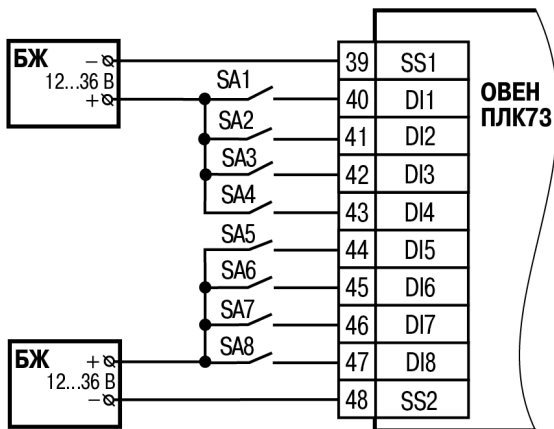 БЖ
–
12...36 В
+
SA1
SA2
SA3
SA4
SA5
SA6
SA7
SA8
БЖ
+
12...36 В
–
39 SS1
40 DI1
41 DI2
42 DI3
43 DI4
44 DI5
45 DI6
46 DI7
47 DI8
48 SS2
ОВЕН
ПЛК73